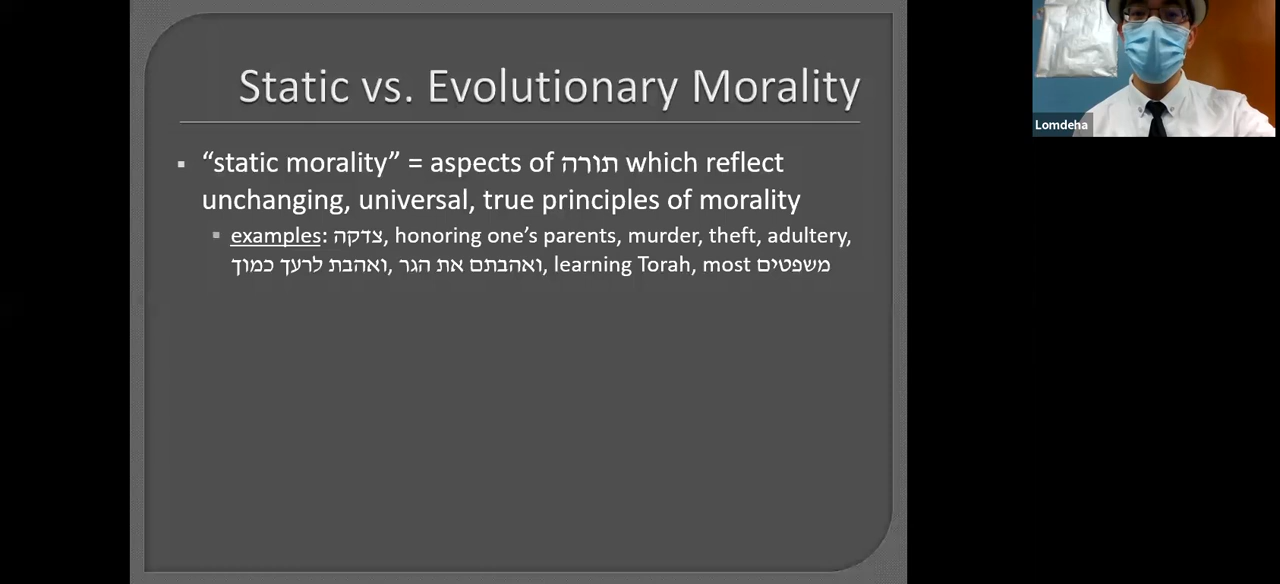 Static vs. Evolutionary Morality
“static morality” = aspects of תורה which reflect
unchanging, universal, true principles of morality
examples: צדקה, honoring one’s parents, murder, theft, adultery,
ואהבת לרעך כמוך, ואהבתם את הגר, learning Torah, most משפטים
Lomdeha